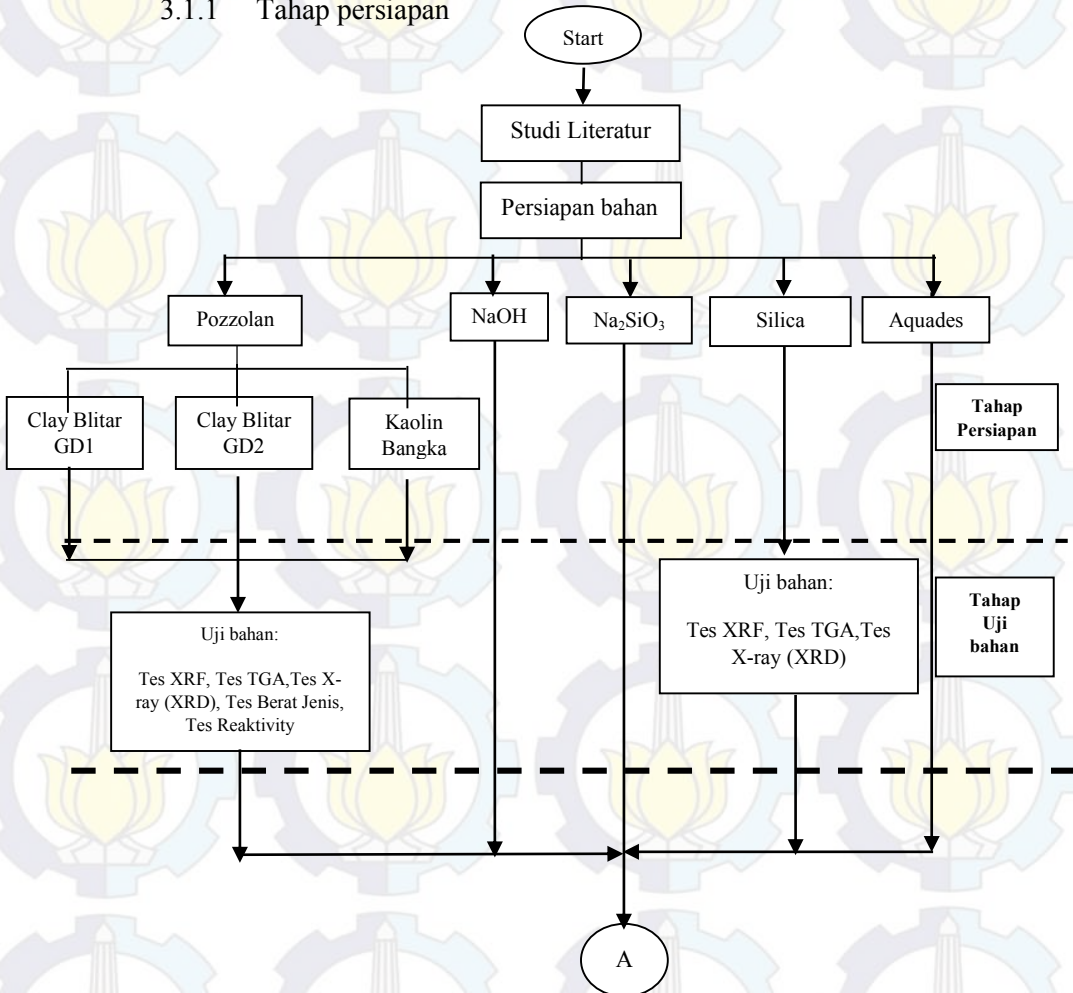 3.1.1 Tahap persiapan
Start
Studi Literatur
Persiapan bahan
Pozzolan
NaOH
Na₂SiO₃
Silica
Aquades
Clay Blitar
GD1
Clay Blitar
GD2
Kaolin
Bangka
Tahap
Persiapan
Uji bahan:
Tes XRF, Tes TGA,Tes X-
ray (XRD), Tes Berat Jenis,
Tes Reaktivity
Uji bahan:
Tes XRF, Tes TGA,Tes
X-ray (XRD)
Tahap
Uji
bahan
A